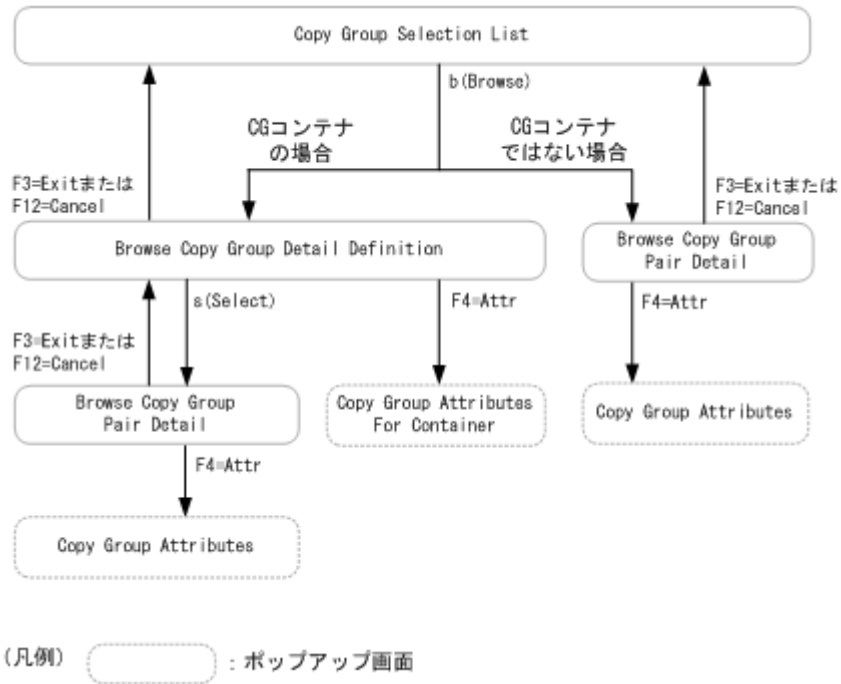 Copy Group Selection List
b(Browse)
CGコンテナ
の場合
CGコンテナ
ではない場合
F3=Exitまたは
F12=Cancel
F3=Exitまたは
F12=Cancel
Browse Copy Group Detail Definition
Browse Copy Group
Pair Detail
s(Select)
F4=Attr
F4=Attr
F3=Exitまたは
F12=Cancel
Browse Copy Group
Pair Detail
Copy Group Attributes
For Container
Copy Group Attributes
F4=Attr
Copy Group Attributes
(凡例)
:ポップアップ画面